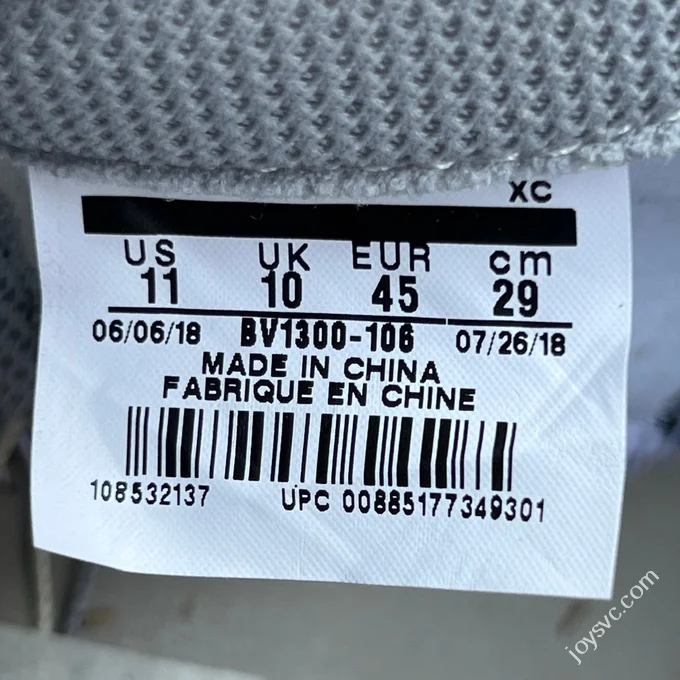 XC
US UK EUR cm
11 10 45 29
06/06/18 BV1300-106 07/26/18
MADE IN CHINA
FABRIQUE EN CHINE
108532137 UPC 00885177349301
joysvc.com